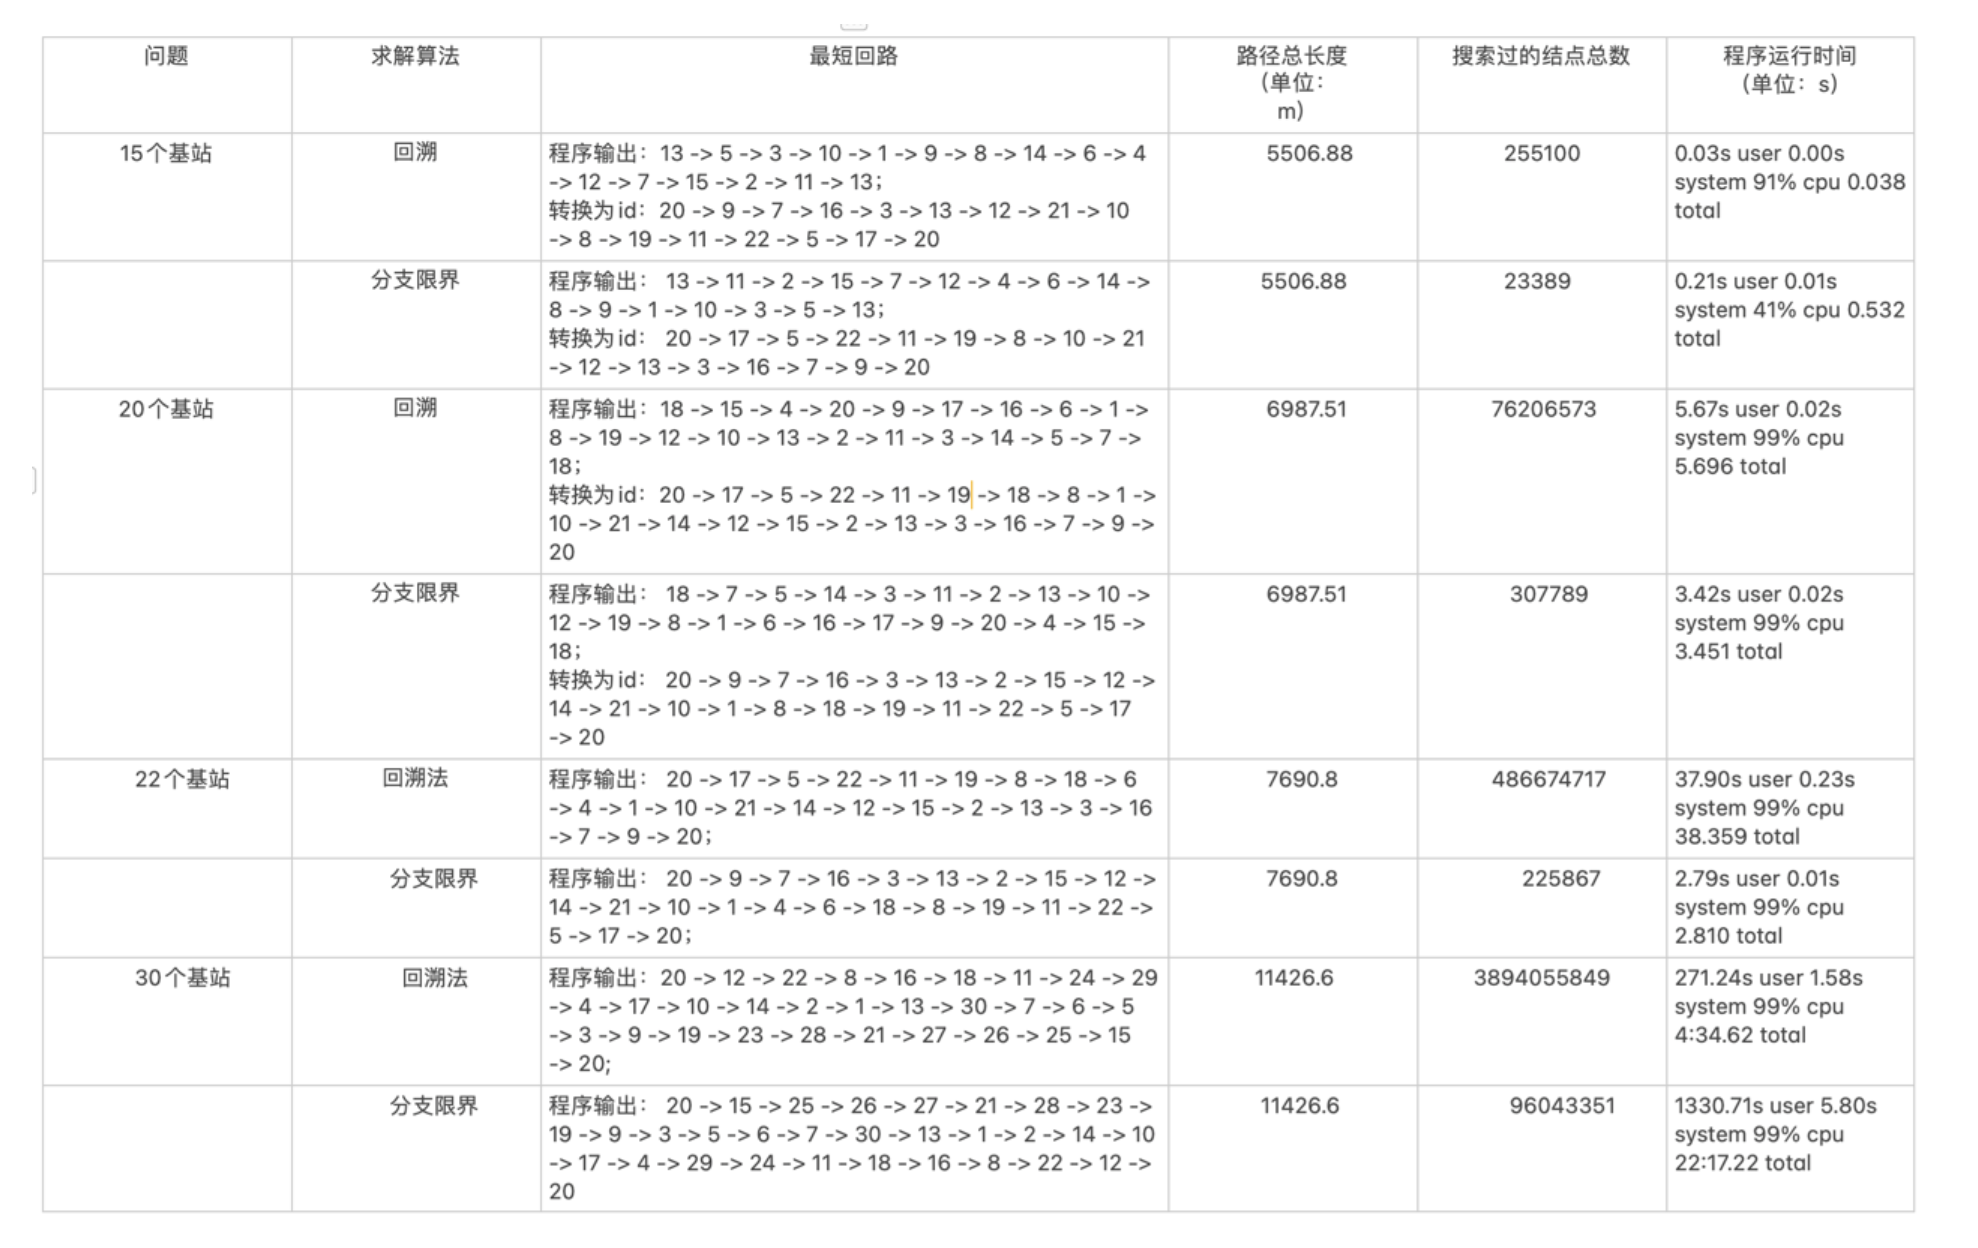 问题
求解算法
最短回路
路径总长度
(单位:
m)
搜索过的结点总数
程序运行时间
(单位: s)
15个基站
回溯
程序输出: 13 -> 5 -> 3 -> 10 -> 1 -> 9 -> 8 -> 14 -> 6 -> 4
-> 12 -> 7 -> 15 -> 2 -> 11 -> 13;
转换为id: 20 -> 9 -> 7 -> 16 -> 3 -> 13 -> 12 -> 21 -> 10
-> 8 -> 19 -> 11 -> 22 -> 5 -> 17 -> 20
5506.88
255100
0.03s user 0.00s
system 91% cpu 0.038
total
分支限界
程序输出: 13 -> 11 -> 2 -> 15 -> 7 -> 12 -> 4 -> 6 -> 14 ->
8 -> 9 -> 1 -> 10 -> 3 -> 5 -> 13;
转换为id: 20 -> 17 -> 5 -> 22 -> 11 -> 19 -> 8 -> 10 -> 21
-> 12 -> 13 -> 3 -> 16 -> 7 -> 9 -> 20
5506.88
23389
0.21s user 0.01s
system 41% cpu 0.532
total
20个基站
回溯
程序输出: 18 -> 15 -> 4 -> 20 -> 9 -> 17 -> 16 -> 6 -> 1 ->
8 -> 19 -> 12 -> 10 -> 13 -> 2 -> 11 -> 3 -> 14 -> 5 -> 7 ->
18;
转换为id: 20 -> 17 -> 5 -> 22 -> 11 -> 19 -> 18 -> 8 -> 1 ->
10 -> 21 -> 14 -> 12 -> 15 -> 2 -> 13 -> 3 -> 16 -> 7 -> 9 ->
20
6987.51
76206573
5.67s user 0.02s
system 99% cpu
5.696 total
分支限界
程序输出: 18 -> 7 -> 5 -> 14 -> 3 -> 11 -> 2 -> 13 -> 10 ->
12 -> 19 -> 8 -> 1 -> 6 -> 16 -> 17 -> 9 -> 20 -> 4 -> 15 ->
18;
转换为id: 20 -> 9 -> 7 -> 16 -> 3 -> 13 -> 2 -> 15 -> 12 ->
14 -> 21 -> 10 -> 1 -> 8 -> 18 -> 19 -> 11 -> 22 -> 5 -> 17
-> 20
6987.51
307789
3.42s user 0.02s
system 99% cpu
3.451 total
22个基站
回溯法
程序输出: 20 -> 17 -> 5 -> 22 -> 11 -> 19 -> 8 -> 18 -> 6
-> 4 -> 1 -> 10 -> 21 -> 14 -> 12 -> 15 -> 2 -> 13 -> 3 -> 16
-> 7 -> 9 -> 20;
7690.8
486674717
37.90s user 0.23s
system 99% cpu
38.359 total
分支限界
程序输出: 20 -> 9 -> 7 -> 16 -> 3 -> 13 -> 2 -> 15 -> 12 ->
14 -> 21 -> 10 -> 1 -> 4 -> 6 -> 18 -> 8 -> 19 -> 11 -> 22 ->
5 -> 17 -> 20;
7690.8
225867
2.79s user 0.01s
system 99% cpu
2.810 total
30个基站
回溯法
程序输出: 20 -> 12 -> 22 -> 8 -> 16 -> 18 -> 11 -> 24 -> 29
-> 4 -> 17 -> 10 -> 14 -> 2 -> 1 -> 13 -> 30 -> 7 -> 6 -> 5
-> 3 -> 9 -> 19 -> 23 -> 28 -> 21 -> 27 -> 26 -> 25 -> 15
-> 20;
11426.6
3894055849
271.24s user 1.58s
system 99% cpu
4:34.62 total
分支限界
程序输出: 20 -> 15 -> 25 -> 26 -> 27 -> 21 -> 28 -> 23 ->
19 -> 9 -> 3 -> 5 -> 6 -> 7 -> 30 -> 13 -> 1 -> 2 -> 14 -> 10
-> 17 -> 4 -> 29 -> 24 -> 11 -> 18 -> 16 -> 8 -> 22 -> 12 ->
20
11426.6
96043351
1330.71s user 5.80s
system 99% cpu
22:17.22 total